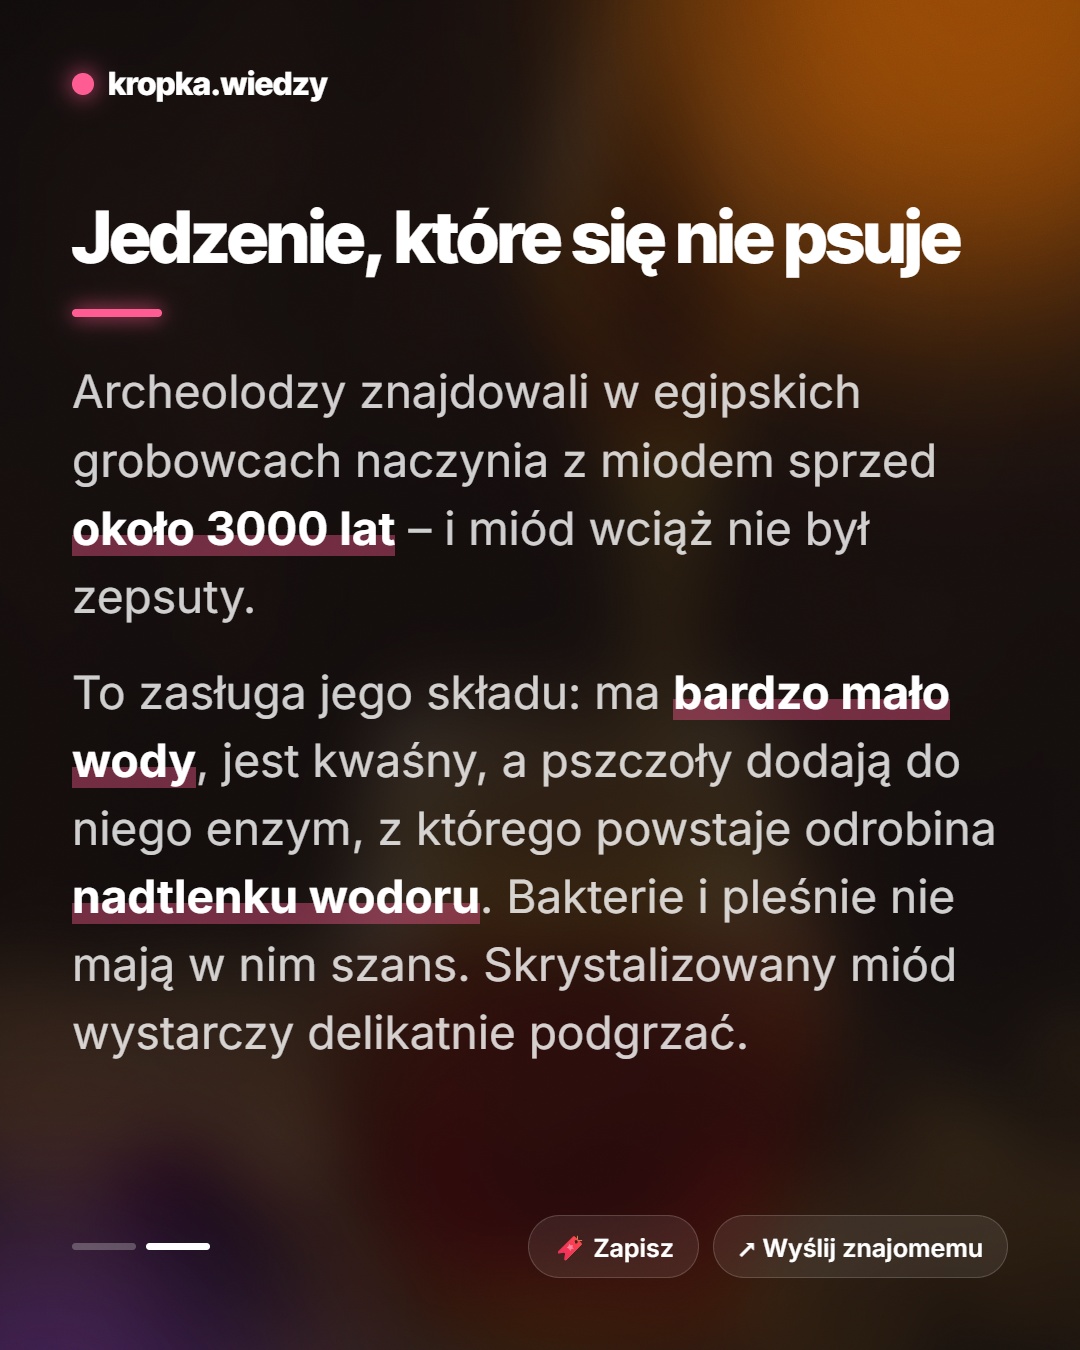 kropka.wiedzy
Jedzenie, które się nie psuje
Archeolodzy znajdowali w egipskich
grobowcach naczynia z miodem sprzed
około 3000 lat – i miód wciąż nie był
zepsuty.
To zasługa jego składu: ma bardzo mało
wody, jest kwaśny, a pszczoły dodają do
niego enzym, z którego powstaje odrobina
nadtlenku wodoru. Bakterie i pleśnie nie
mają w nim szans. Skrystalizowany miód
wystarczy delikatnie podgrzać.
Zapisz
↗ Wyślij znajomemu